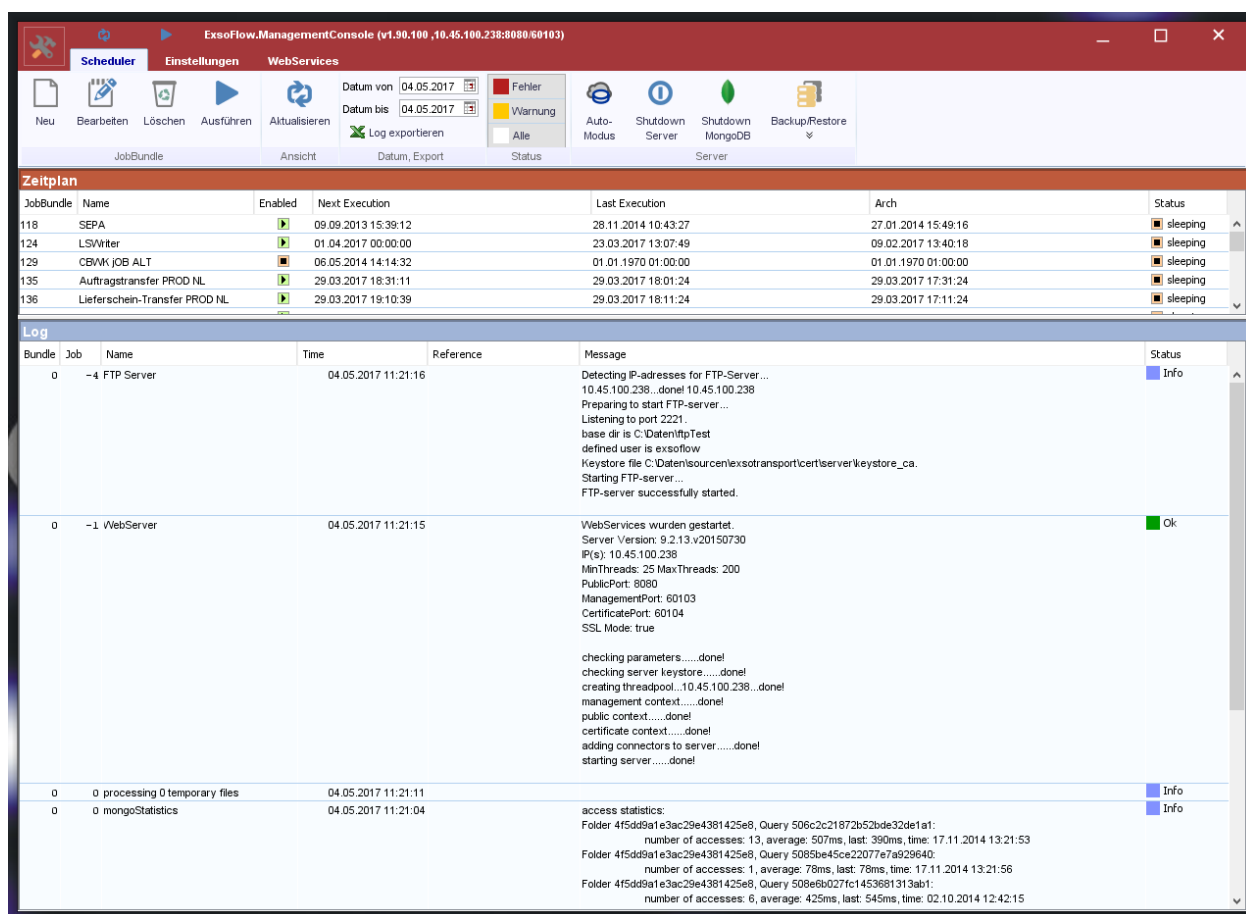 ExsoFlow.ManagementConsole (v1.90.100 ,10.45.100.238:8080/60103)
Scheduler Einstellungen WebServices
Neu Bearbeiten Löschen Ausführen Aktualisieren
Datum von 04.05.2017
Datum bis 04.05.2017
Log exportieren
Fehler
Warnung
Alle
Auto-
Modus
Shutdown
Server
Shutdown
MongoDB
Backup/Restore
JobBundle Ansicht Datum, Export Status Server
Zeitplan
JobBundle Name Enabled Next Execution Last Execution Arch Status
118 SEPA 09.09.2013 15:39:12 28.11.2014 10:43:27 27.01.2014 15:49:16 sleeping
124 LSWriter 01.04.2017 00:00:00 23.03.2017 13:07:49 09.02.2017 13:40:18 sleeping
129 CBWK jOB ALT 06.05.2014 14:14:32 01.01.1970 01:00:00 01.01.1970 01:00:00 sleeping
135 Auftragstransfer PROD NL 29.03.2017 18:31:11 29.03.2017 18:01:24 29.03.2017 17:31:24 sleeping
136 Lieferschein-Transfer PROD NL 29.03.2017 19:10:39 29.03.2017 18:11:24 29.03.2017 17:11:24 sleeping
Log
Bundle Job Name Time Reference Message Status
0 -4 FTP Server 04.05.2017 11:21:16 Detecting IP-adresses for FTP-Server... Info
10.45.100.238...done! 10.45.100.238
Preparing to start FTP-server...
Listening to port 2221.
base dir is C:\Daten\ftpTest
defined user is exsoflow
Keystore file C:\Daten\sourcen\exsotransport\cert\server\keystore_ca.
Starting FTP-server...
FTP-server successfully started.
0 -1 WebServer 04.05.2017 11:21:15 WebServices wurden gestartet. Ok
Server Version: 9.2.13.v20150730
IP(s): 10.45.100.238
MinThreads: 25 MaxThreads: 200
PublicPort: 8080
ManagementPort: 60103
CertificatePort: 60104
SSL Mode: true
checking parameters......done!
checking server keystore......done!
creating threadpool...10.45.100.238...done!
management context......done!
public context......done!
certificate context......done!
adding connectors to server......done!
starting server......done!
0 0 processing 0 temporary files 04.05.2017 11:21:11 Info
0 0 mongoStatistics 04.05.2017 11:21:04 access statistics: Info
Folder 4f5dd9a1e3ac29e4381425e8, Query 506c2c21872b52bde32de1a1:
number of accesses: 13, average: 507ms, last: 390ms, time: 17.11.2014 13:21:53
Folder 4f5dd9a1e3ac29e4381425e8, Query 5085be45ce22077e7a929640:
number of accesses: 1, average: 78ms, last: 78ms, time: 17.11.2014 13:21:56
Folder 4f5dd9a1e3ac29e4381425e8, Query 508e6b027fc1453681313ab1:
number of accesses: 6, average: 425ms, last: 545ms, time: 02.10.2014 12:42:15